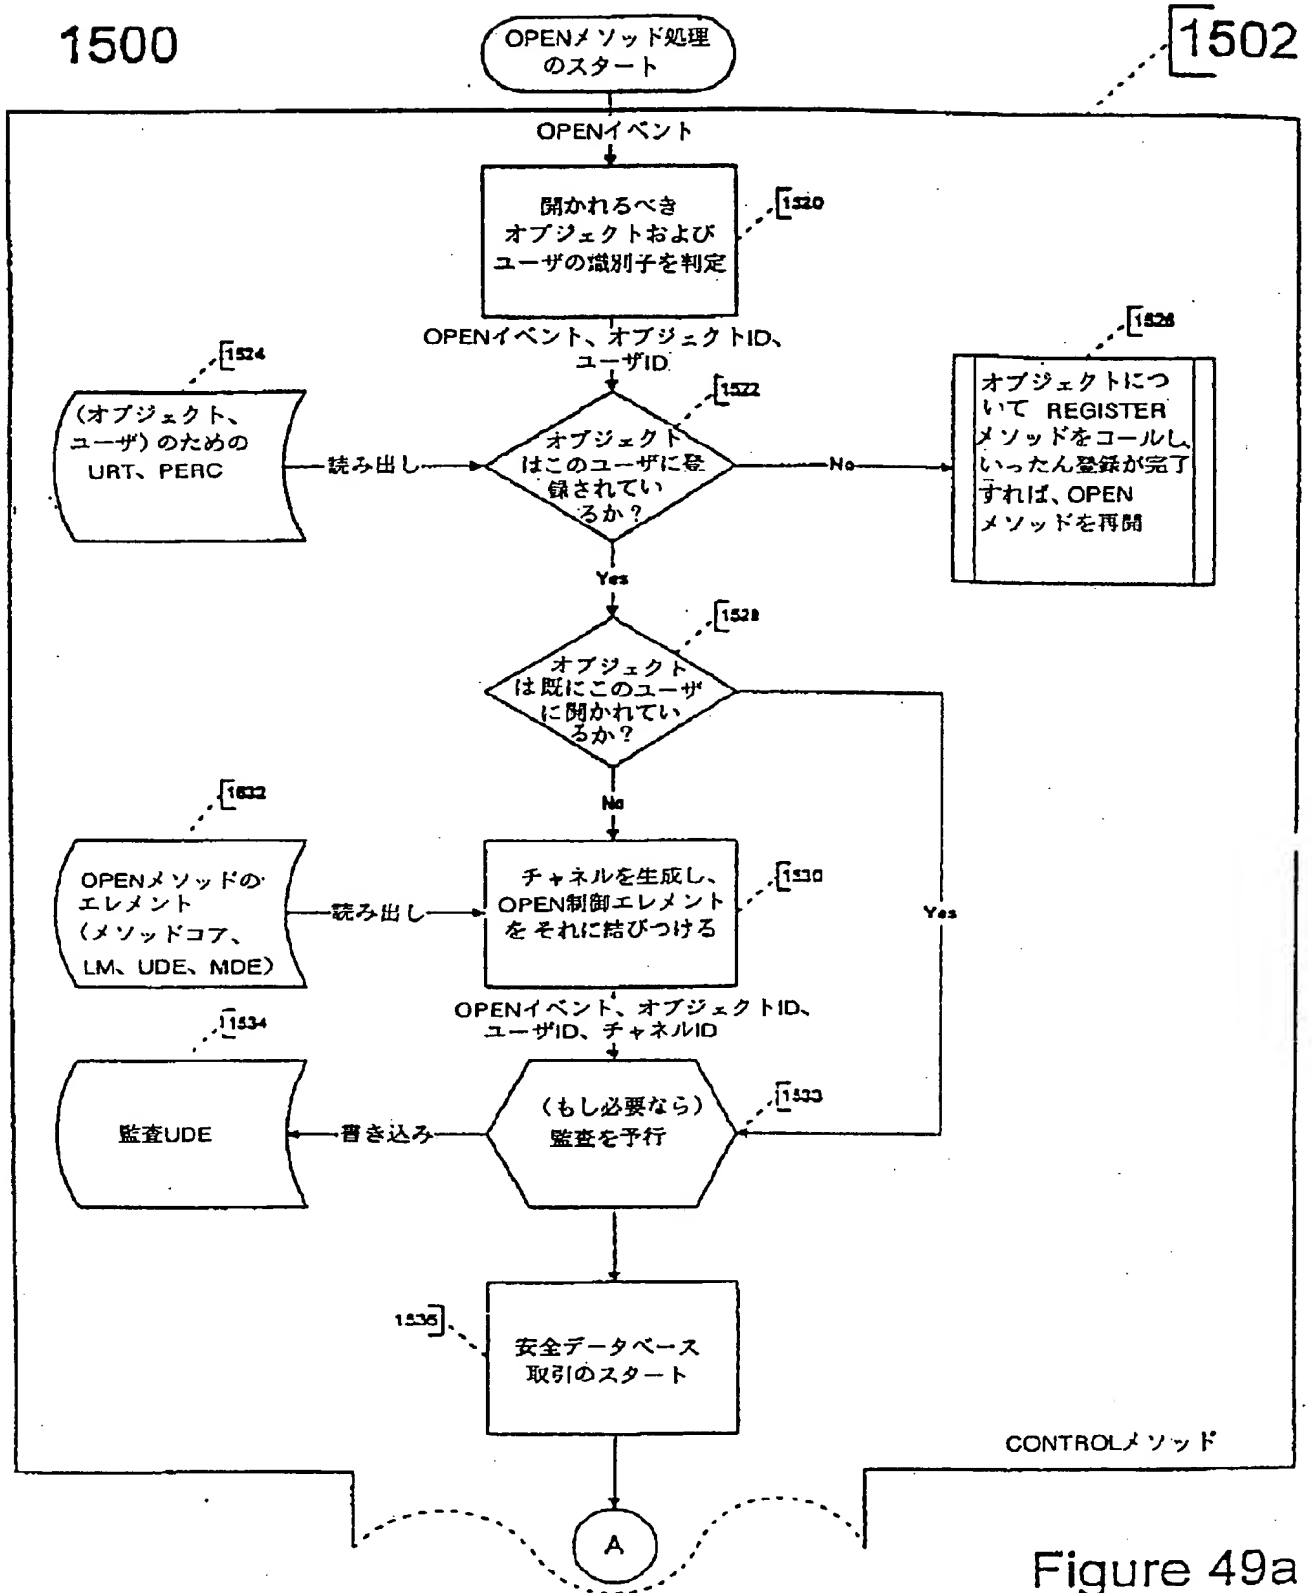 1500
OPENメソッド処理
のスタート
1502
OPENイベント
開かれるべき
オブジェクトおよび
ユーザの識別子を判定
1520
OPENイベント、オブジェクトID、
ユーザID
1524
(オブジェクト、
ユーザ)のための
URT、PERC
読み出し
1522
オブジェクト
はこのユーザに登
録されてい
るか?
No
1526
オブジェクトにつ
いて REGISTER
メソッドをコールし、
いったん登録が完了
すれば、OPEN
メソッドを再開
Yes
1528
オブジェクト
は既にこのユーザ
に開かれてい
るか?
No
Yes
1532
OPENメソッドの
エレメント
(メソッドコア、
LM、UDE、MDE)
読み出し
1530
チャネルを生成し、
OPEN制御エレメント
を それに結びつける
OPENイベント、オブジェクトID、
ユーザID、チャネルID
1534
監査UDE
書き込み
1533
(もし必要なら)
監査を予行
1536
安全データベース
取引のスタート
CONTROLメソッド
A
Figure 49a